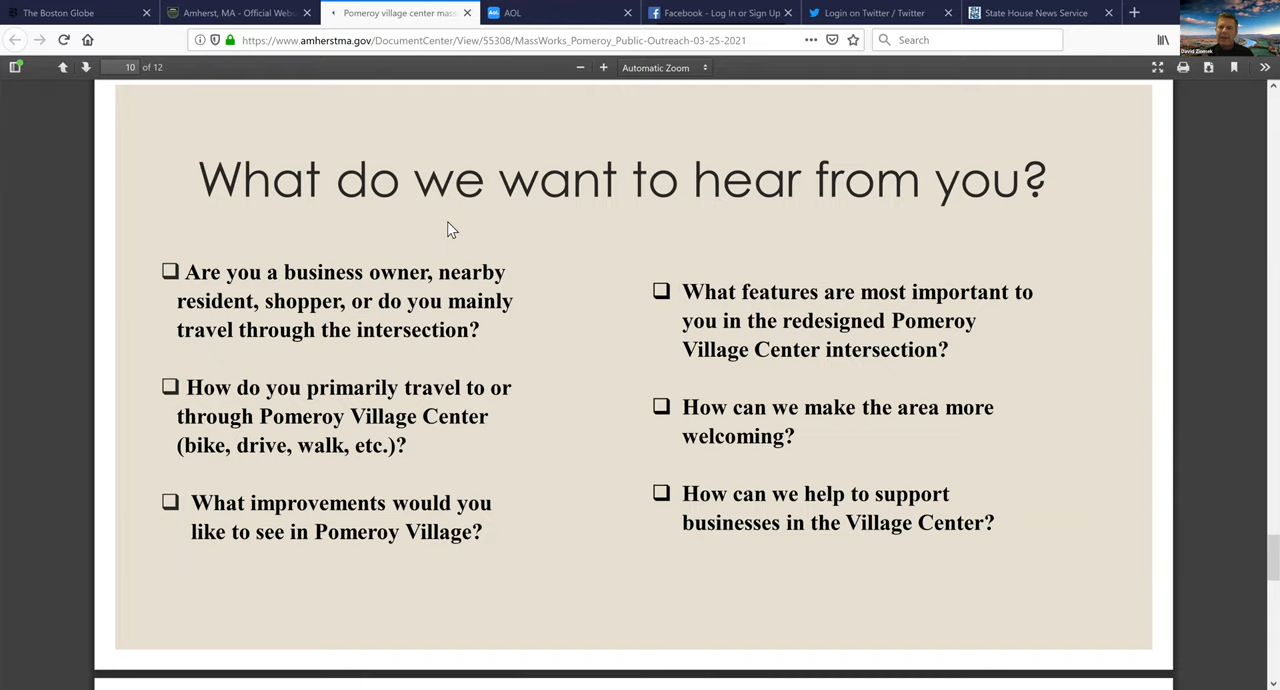 The Boston Globe
Amherst, MA - Official Webs
Pomeroy village center mass
AOL
AOL
Facebook - Log In or Sign Up
Login on Twitter / Twitter
State House News Service
https://www.amherstma.gov/DocumentCenter/View/55308/MassWorks_Pomeroy_Public-Outreach-03-25-2021
Search
David Ziomek
10 of 12
Automatic Zoom
What do we want to hear from you?
Are you a business owner, nearby
resident, shopper, or do you mainly
travel through the intersection?
How do you primarily travel to or
through Pomeroy Village Center
(bike, drive, walk, etc.)?
What improvements would you
like to see in Pomeroy Village?
What features are most important to
you in the redesigned Pomeroy
Village Center intersection?
How can we make the area more
welcoming?
How can we help to support
businesses in the Village Center?